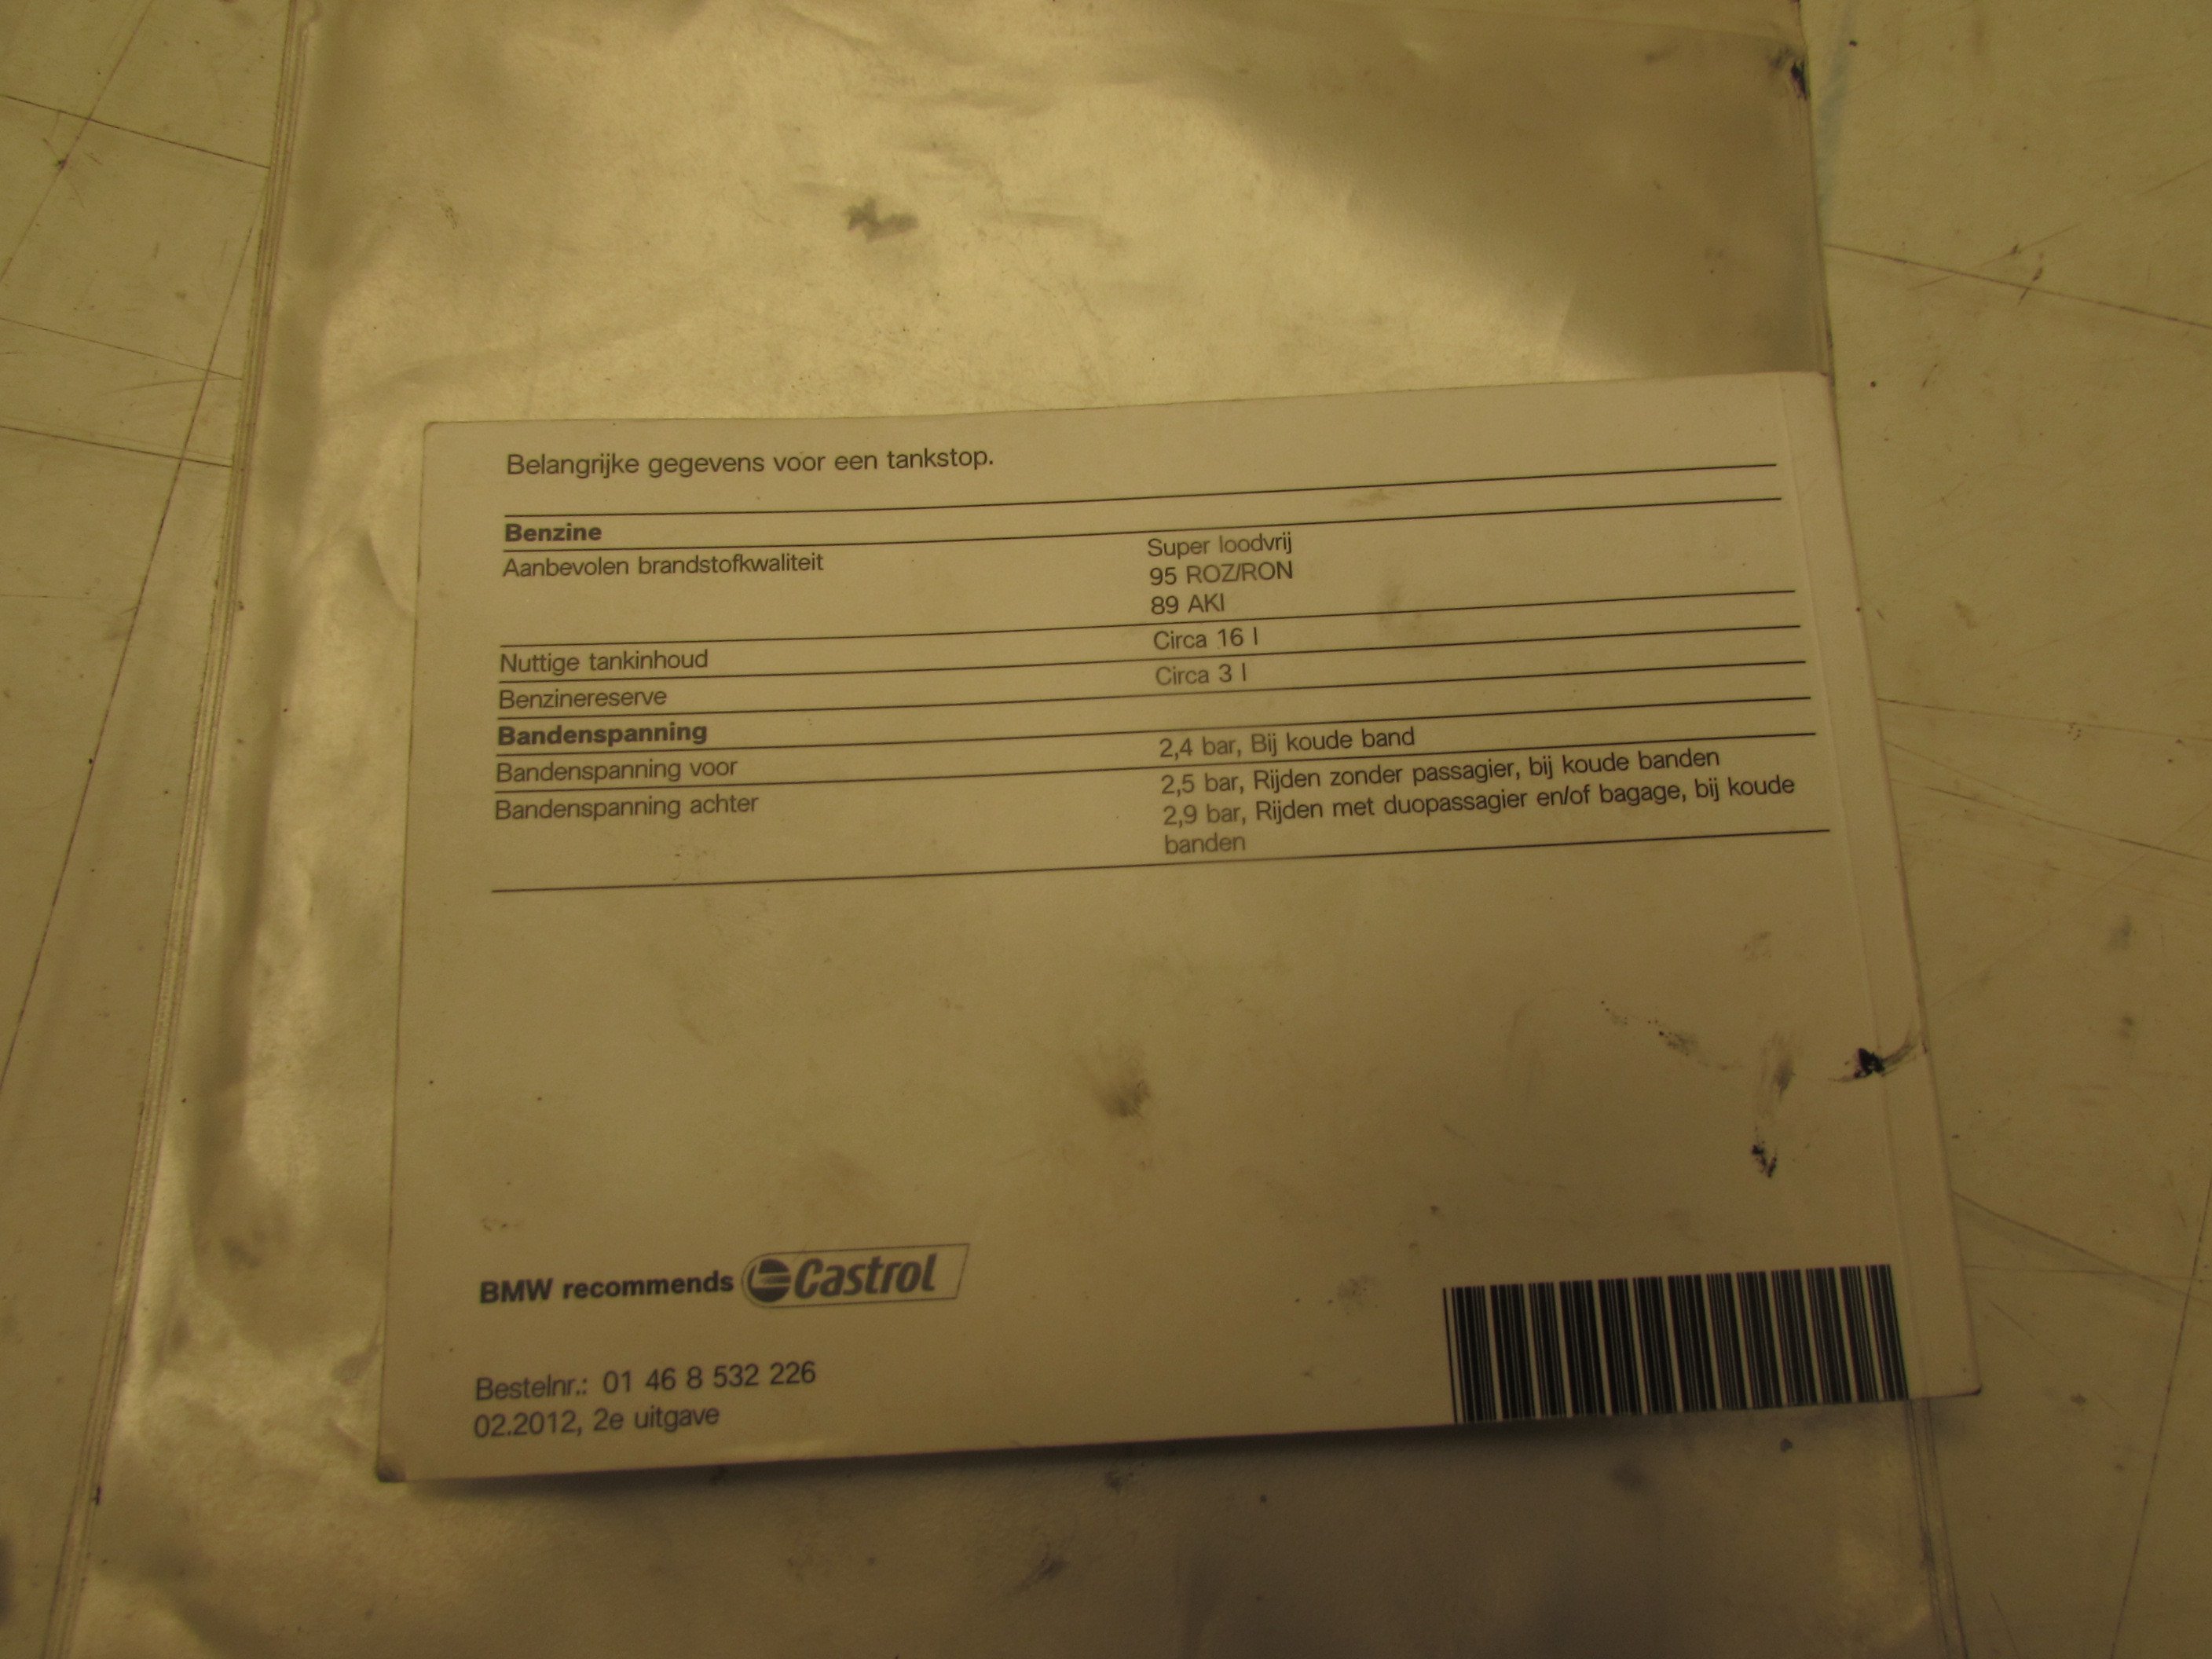 Belangrijke gegevens voor een tankstop.
Benzine
Aanbevolen brandstofkwaliteit Super loodvrij
95 ROZ/RON
89 AKI
Nuttige tankinhoud Circa 16 l
Benzinereserve Circa 3 l
Bandenspanning
Bandenspanning voor 2,4 bar, Bij koude band
Bandenspanning achter 2,5 bar, Rijden zonder passagier, bij koude banden
2,9 bar, Rijden met duopassagier en/of bagage, bij koude
banden
BMW recommends Castrol
Bestelnr.: 01 46 8 532 226
02.2012, 2e uitgave